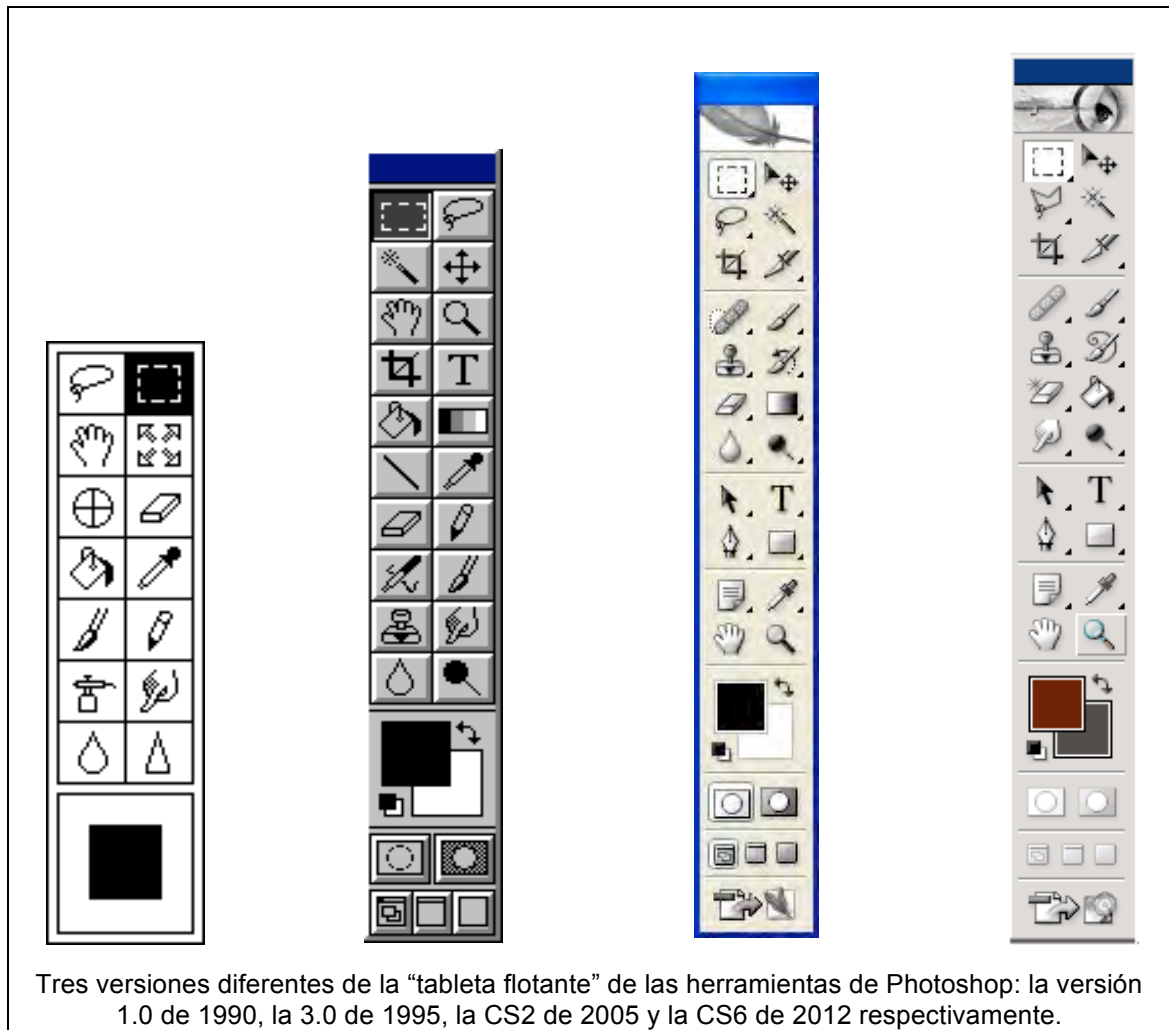 T
T
T
Tres versiones diferentes de la “tableta flotante” de las herramientas de Photoshop: la versión
1.0 de 1990, la 3.0 de 1995, la CS2 de 2005 y la CS6 de 2012 respectivamente.